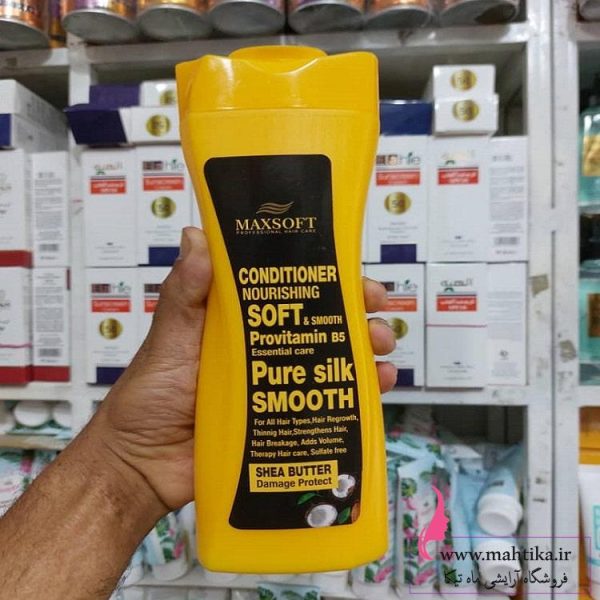 MAXSOFT
PROFESSIONAL HAIR CARE
CONDITIONER
NOURISHING
SOFT & SMOOTH
Provitamin B5
Essential care
Pure silk
SMOOTH
For All Hair Types,Hair Regrowth,
Thinnig Hair,Strengthens Hair,
Hair Breakage, Adds Volume,
Therapy Hair care, Sulfate free
SHEA BUTTER
Damage Protect
Sunscreen
50
www.mahtika.ir
فروشگاه آرایشی ماه تیکا